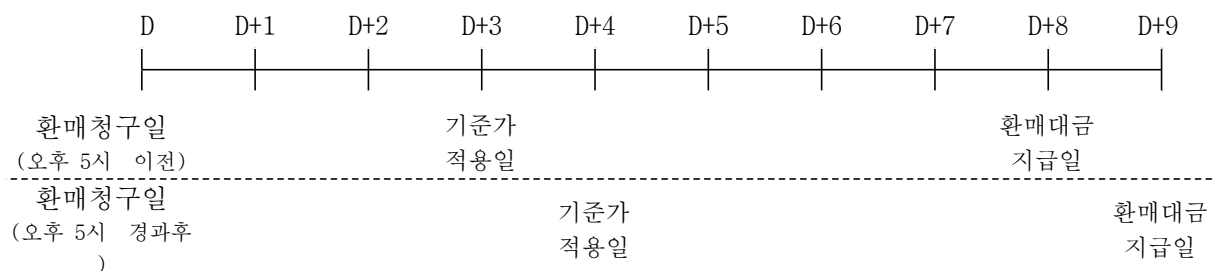 D D+1 D+2 D+3 D+4 D+5 D+6 D+7 D+8 D+9
환매청구일 기준가 환매대금
(오후 5시 이전) 적용일 지급일
환매청구일 기준가 환매대금
(오후 5시 경과후 적용일 지급일
)